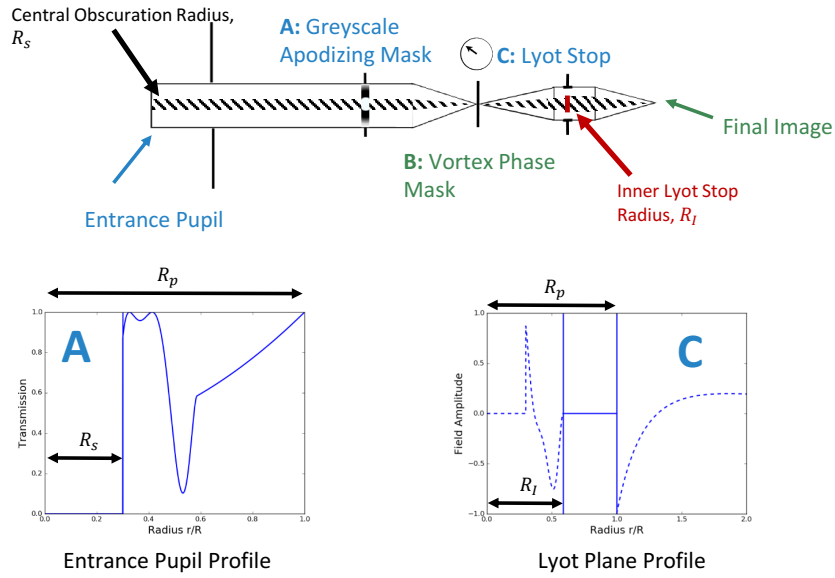 Central Obscuration Radius,
R_s
A: Greyscale
Apodizing Mask
C: Lyot Stop
Final Image
B: Vortex Phase
Mask
Inner Lyot Stop
Radius, R_I
Entrance Pupil
R_p
A
R_s
Transmission
1.0
0.8
0.6
0.4
0.2
0.0
0.0 0.2 0.4 0.6 0.8 1.0
Radius r/R
Entrance Pupil Profile
R_p
C
R_I
Field Amplitude
1.0
0.5
0.0
−0.5
−1.0
0.0 0.5 1.0 1.5 2.0
Radius r/R
Lyot Plane Profile